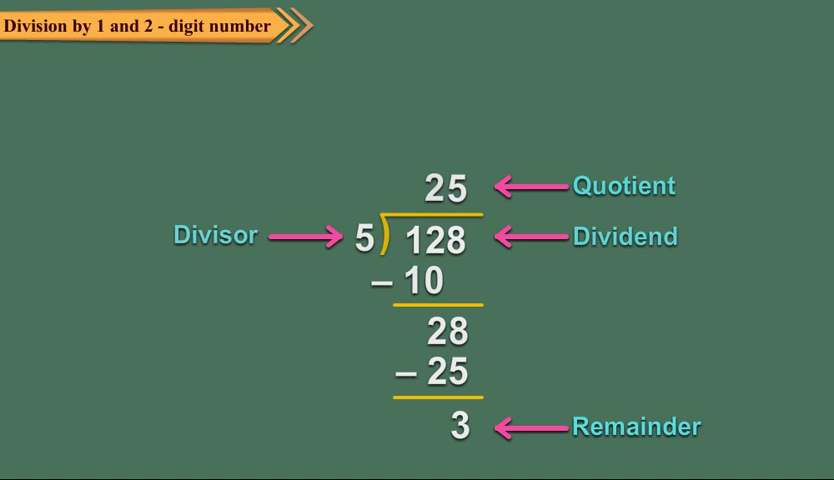 Division by 1 and 2 - digit number
25 Quotient
Divisor 5 ) 128 Dividend
– 10
28
– 25
3 Remainder